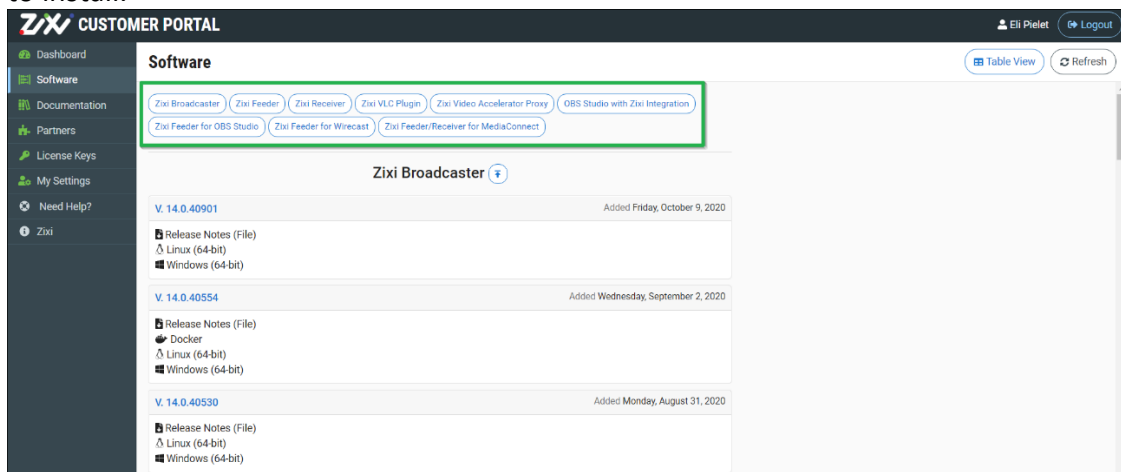 ZiXi CUSTOMER PORTAL
Eli Pielet
Logout
Dashboard
Software
Documentation
Partners
License Keys
My Settings
Need Help?
Zixi
Software
Table View
Refresh
Zixi Broadcaster Zixi Feeder Zixi Receiver Zixi VLC Plugin Zixi Video Accelerator Proxy OBS Studio with Zixi Integration
Zixi Feeder for OBS Studio Zixi Feeder for Wirecast Zixi Feeder/Receiver for MediaConnect
Zixi Broadcaster
V. 14.0.40901 Added Friday, October 9, 2020
Release Notes (File)
Linux (64-bit)
Windows (64-bit)
V. 14.0.40554 Added Wednesday, September 2, 2020
Release Notes (File)
Docker
Linux (64-bit)
Windows (64-bit)
V. 14.0.40530 Added Monday, August 31, 2020
Release Notes (File)
Linux (64-bit)
Windows (64-bit)